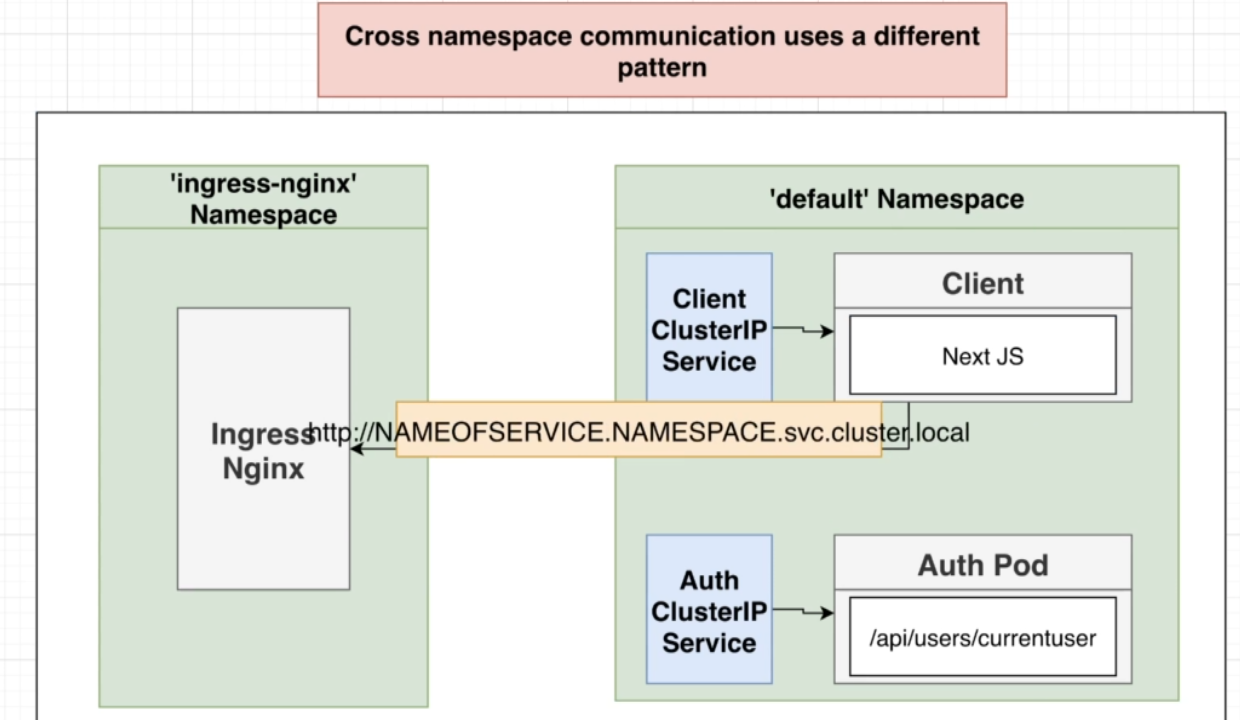 Cross namespace communication uses a different
pattern
'ingress-nginx'
Namespace
'default' Namespace
Client
ClusterIP
Service
Client
Next JS
Ingress
Nginx
http://NAMEOFSERVICE.NAMESPACE.svc.cluster.local
Auth
ClusterIP
Service
Auth Pod
/api/users/currentuser